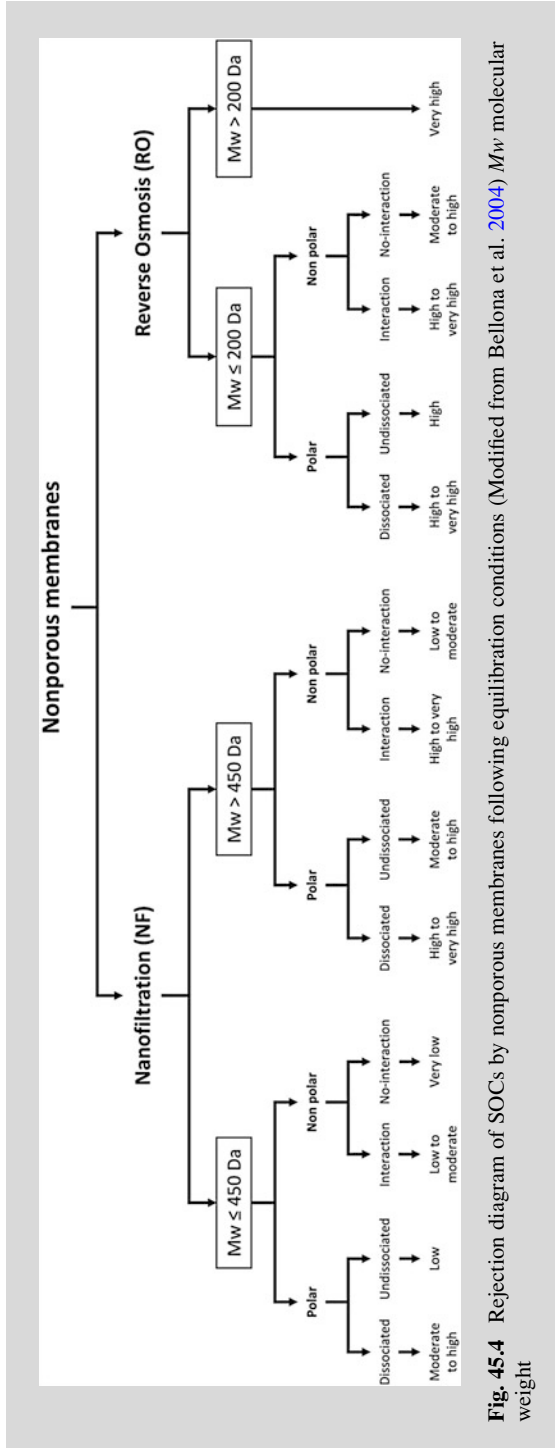 Nonporous membranes
Nanofiltration (NF)
Reverse Osmosis (RO)
Mw ≤ 450 Da
Mw > 450 Da
Mw ≤ 200 Da
Mw > 200 Da
Polar
Non polar
Polar
Non polar
Polar
Non polar
Dissociated
Undissociated
Interaction
No-interaction
Dissociated
Undissociated
Interaction
No-interaction
Dissociated
Undissociated
Interaction
No-interaction
Moderate
to high
Low
Low to
moderate
Very low
High to
very high
Moderate
to high
High to very
high
Low to
moderate
High to
very high
High
High to
very high
Moderate
to high
Very high
Fig. 45.4 Rejection diagram of SOCs by nonporous membranes following equilibration conditions (Modified from Bellona et al. 2004) Mw molecular
weight